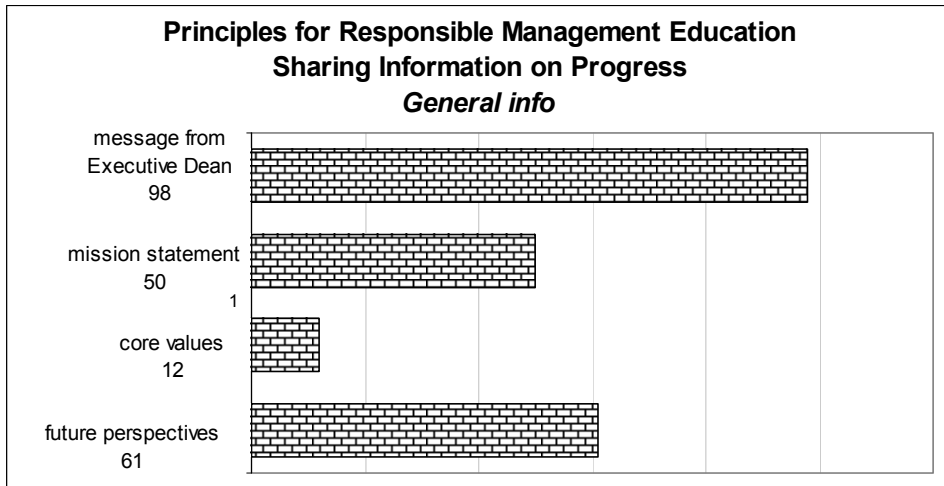 Principles for Responsible Management Education
Sharing Information on Progress
General info
message from
Executive Dean
98
mission statement
50
1
core values
12
future perspectives
61